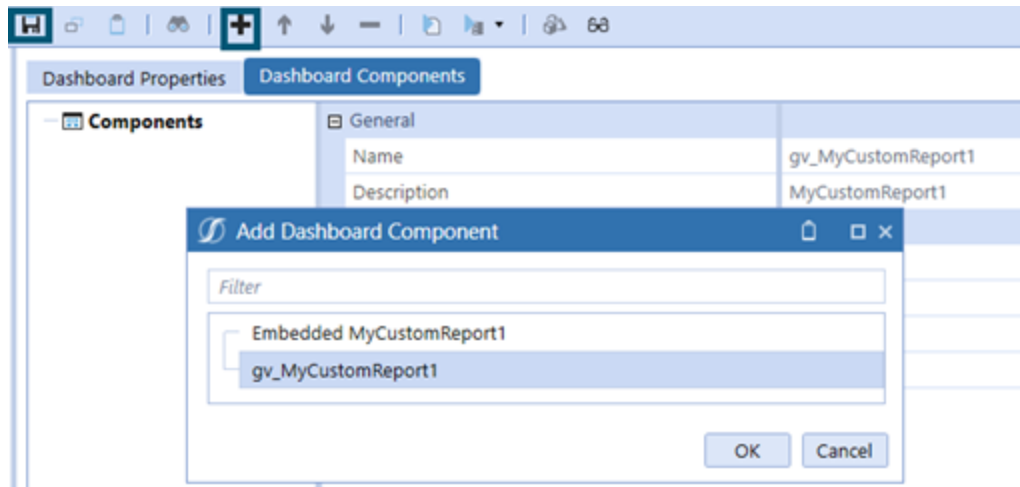 Dashboard Properties Dashboard Components
Components
General
Name gv_MyCustomReport1
Description MyCustomReport1
Add Dashboard Component
Filter
Embedded MyCustomReport1
gv_MyCustomReport1
OK Cancel